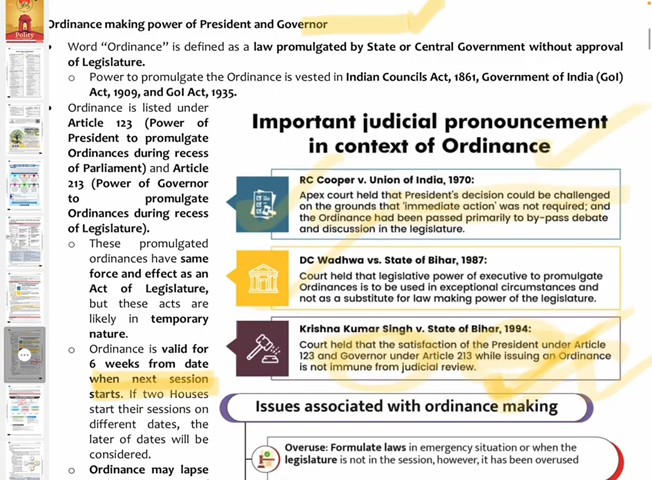 Polity
Ordinance making power of President and Governor
Word “Ordinance” is defined as a law promulgated by State or Central Government without approval
of Legislature.
o Power to promulgate the Ordinance is vested in Indian Councils Act, 1861, Government of India (GoI)
Act, 1909, and GoI Act, 1935.
Ordinance is listed under
Article 123 (Power of
President to promulgate
Ordinances during recess
of Parliament) and Article
213 (Power of Governor
to promulgate
Ordinances during recess
of Legislature).
o These promulgated
ordinances have same
force and effect as an
Act of Legislature,
but these acts are
likely in temporary
nature.
o Ordinance is valid for
6 weeks from date
when next session
starts. If two Houses
start their sessions on
different dates, the
later of dates will be
considered.
o Ordinance may lapse
Important judicial pronouncement
in context of Ordinance
RC Cooper v. Union of India, 1970:
Apex court held that President's decision could be challenged
on the grounds that 'immediate action' was not required; and
the Ordinance had been passed primarily to by-pass debate
and discussion in the legislature.
DC Wadhwa vs. State of Bihar, 1987:
Court held that legislative power of executive to promulgate
Ordinances is to be used in exceptional circumstances and
not as a substitute for law making power of the legislature.
Krishna Kumar Singh v. State of Bihar, 1994:
Court held that the satisfaction of the President under Article
123 and Governor under Article 213 while issuing an Ordinance
is not immune from judicial review.
Issues associated with ordinance making
Overuse: Formulate laws in emergency situation or when the
legislature is not in the session, however, it has been overused